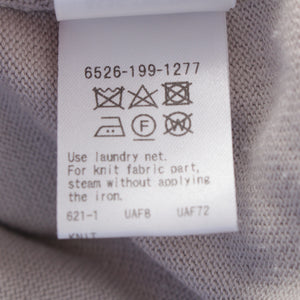 6526-199-1277
F
W
Use laundry net.
For knit fabric part,
steam without applying
the iron.
621-1 UAF8 UAF72
KNIT